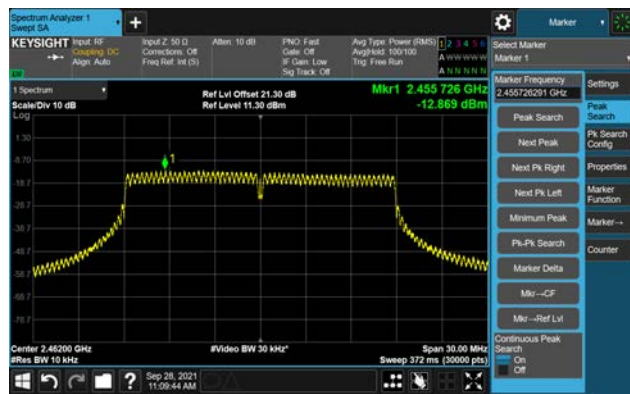 Spectrum Analyzer 1
Swept SA
Marker
KEYSIGHT
Input: RF
Coupling: DC
Align: Auto
Input Z: 50 Ω
Corrections: Off
Freq Ref: Int (S)
Atten: 10 dB
PNO: Fast
Gate: Off
IF Gain: Low
Sig Track: Off
Avg Type: Power (RMS)
Avg|Hold: 100/100
Trig: Free Run
1 2 3 4 5 6
A W W W W W
A N N N N N
Select Marker
Marker 1
1 Spectrum
Scale/Div 10 dB
Log
Ref Lvl Offset 21.30 dB
Ref Level 11.30 dBm
Mkr1 2.455 726 GHz
-12.869 dBm
1.30
-8.70
-18.7
-28.7
-38.7
-48.7
-58.7
-68.7
-78.7
1
Center 2.46200 GHz
#Res BW 10 kHz
#Video BW 30 kHz*
Span 30.00 MHz
Sweep 372 ms (30000 pts)
Marker Frequency
2.455726291 GHz
Peak Search
Next Peak
Next Pk Right
Next Pk Left
Minimum Peak
Pk-Pk Search
Marker Delta
Mkr→CF
Mkr→Ref Lvl
Continuous Peak
Search
On
Off
Settings
Peak
Search
Pk Search
Config
Properties
Marker
Function
Marker→
Counter
?
Sep 28, 2021
11:09:44 AM